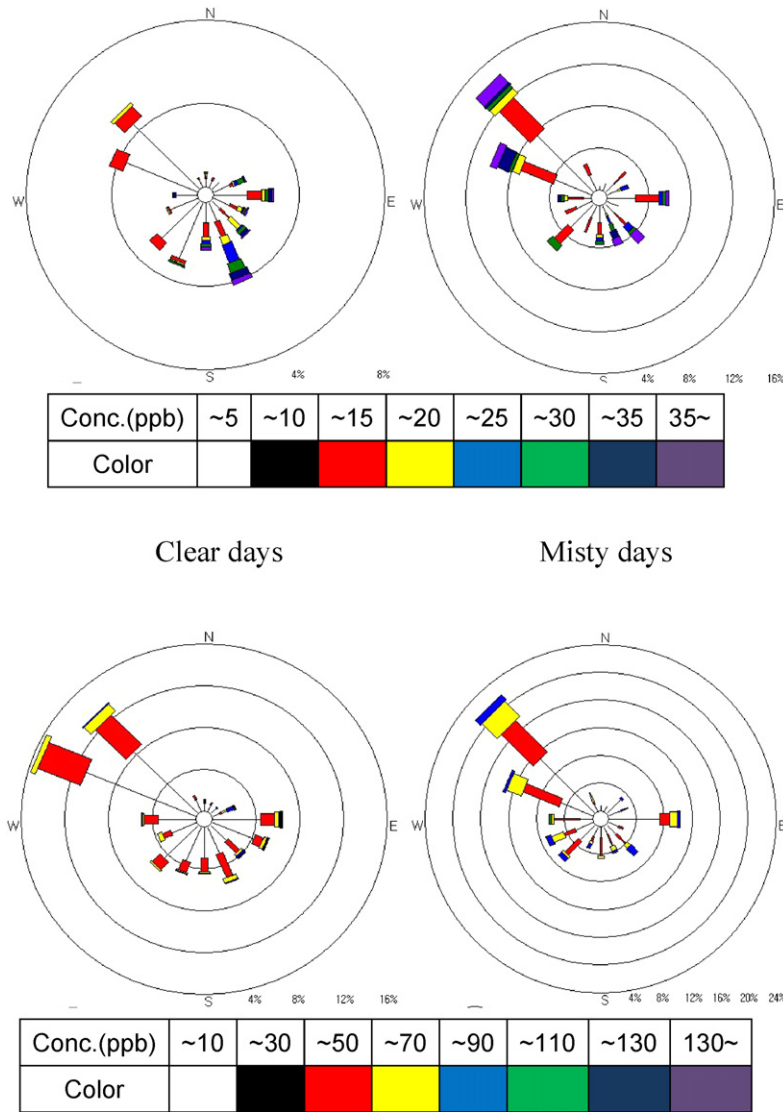 N N
W E W E
S 4% 8% S 4% 8% 12% 16%
Conc.(ppb) ~5 ~10 ~15 ~20 ~25 ~30 ~35 35~
Color
Clear days Misty days
N N
W E W E
S 4% 8% 12% 16% S 4% 8% 12% 16% 20% 24%
Conc.(ppb) ~10 ~30 ~50 ~70 ~90 ~110 ~130 130~
Color